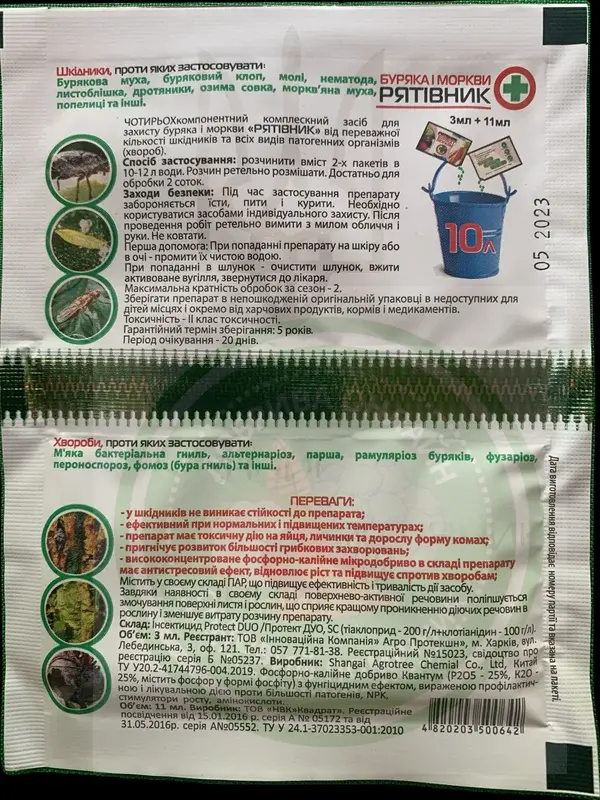 Шкідники, проти яких застосовувати:
Бурякова муха, буряковий клоп, молі, нематода,
листоблішка, дротяники, озима совка, морквʼяна муха,
попелиці та інші.
БУРЯКА І МОРКВИ
РЯТІВНИК
3мл + 11мл
10л
05 2023
ЧОТИРЬОХкомпонентний комплескний засіб для
захисту буряка і моркви «РЯТІВНИК» від переважної
кількості шкідників та всіх видів патогенних організмів
(хвороб).
Спосіб застосування: розчинити вміст 2-х пакетів в
10-12 л води. Розчин ретельно розмішати. Достатньо для
обробки 2 соток.
Заходи безпеки: Під час застосування препарату
забороняється їсти, пити і курити. Необхідно
користуватися засобами індивідуального захисту. Після
проведення робіт ретельно вимити з милом обличчя і
руки. Не ковтати.
Перша допомога: При попаданні препарату на шкіру або
в очі - промити їх чистою водою.
При попаданні в шлунок - очистити шлунок, вжити
активоване вугілля, звернутися до лікаря.
Максимальна кратність обробок за сезон - 2.
Зберігати препарат в непошкодженій оригінальній упаковці в недоступних для
дітей місцях і окремо від харчових продуктів, кормів і медикаментів.
Токсичність - ІІ клас токсичності.
Гарантійний термін зберігання: 5 років.
Період очікування - 20 днів.
Хвороби, проти яких застосовувати:
М'яка бактеріальна гниль, альтернаріоз, парша, рамуляріоз буряків, фузаріоз,
пероноспороз, фомоз (бура гниль) та інші.
ПЕРЕВАГИ:
- у шкідників не виникає стійкості до препарата;
- ефективний при нормальних і підвищених температурах;
- препарат має токсичну дію на яйця, личинки та дорослу форму комах;
- пригнічує розвиток більшості грибкових захворювань;
- висококонцентроване фосфорно-калійне мікродобриво в складі препарату
має антистресовий ефект, відновлює ріст та підвищує спротив хворобам;
Містить у своєму складі ПАР, що підвищує ефективність і тривалість дії засобу.
Завдяки наявності в своєму складі поверхнево-активної речовини поліпшується
змочування поверхні листя і рослин, що сприяє кращому проникненню діючих речовин в
рослину і зменшує витрату розчину препарату.
Склад: Інсектицид Protect DUO /Протект ДУО, SC (тіаклоприд - 200 г/л+клотіанідин - 100 г/л).
Об'єм: 3 мл. Реєстрант: ТОВ «Інноваційна Компанія» Агро Протекшн», м. Харків, вул.
Лебединська, 3, оф. 121. Тел.: 057 771-81-38. Реєстраційний №15023, свідоцтво про
реєстрацію серія Б №05237. Виробник: Shangai Agrotree Chemial Co., Ltd, Китай
ТУ У20.2-41744796-004.2019. Фосфорно-калійне добриво Квантум (P2O5 - 25%, K2O -
25%, містить фосфор у формі фосфіту) з фунгіцидним ефектом, вираженою профілактич-
ною і лікувальною дією проти більшості патогенів, NPK,
стимулятори росту, амінокислоти.
Об'єм: 11 мл. Виробник: ТОВ «НВК«Квадрат». Реєстраційне
посвідчення від 15.01.2016 р. серія А № 05172 та від
31.05.2016р. серія А№05552. ТУ У 24.1-37023353-001:2010
4820203500642
Дата виготовлення відповідає номеру партії та вказана на пакеті.